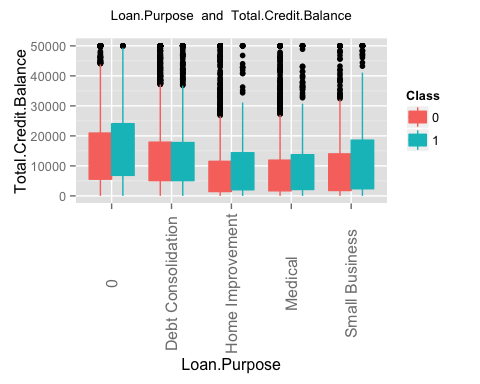 Loan.Purpose and Total.Credit.Balance
Total.Credit.Balance
50000
40000
30000
20000
10000
0
Class
0
1
0
Debt Consolidation
Home Improvement
Medical
Small Business
Loan.Purpose